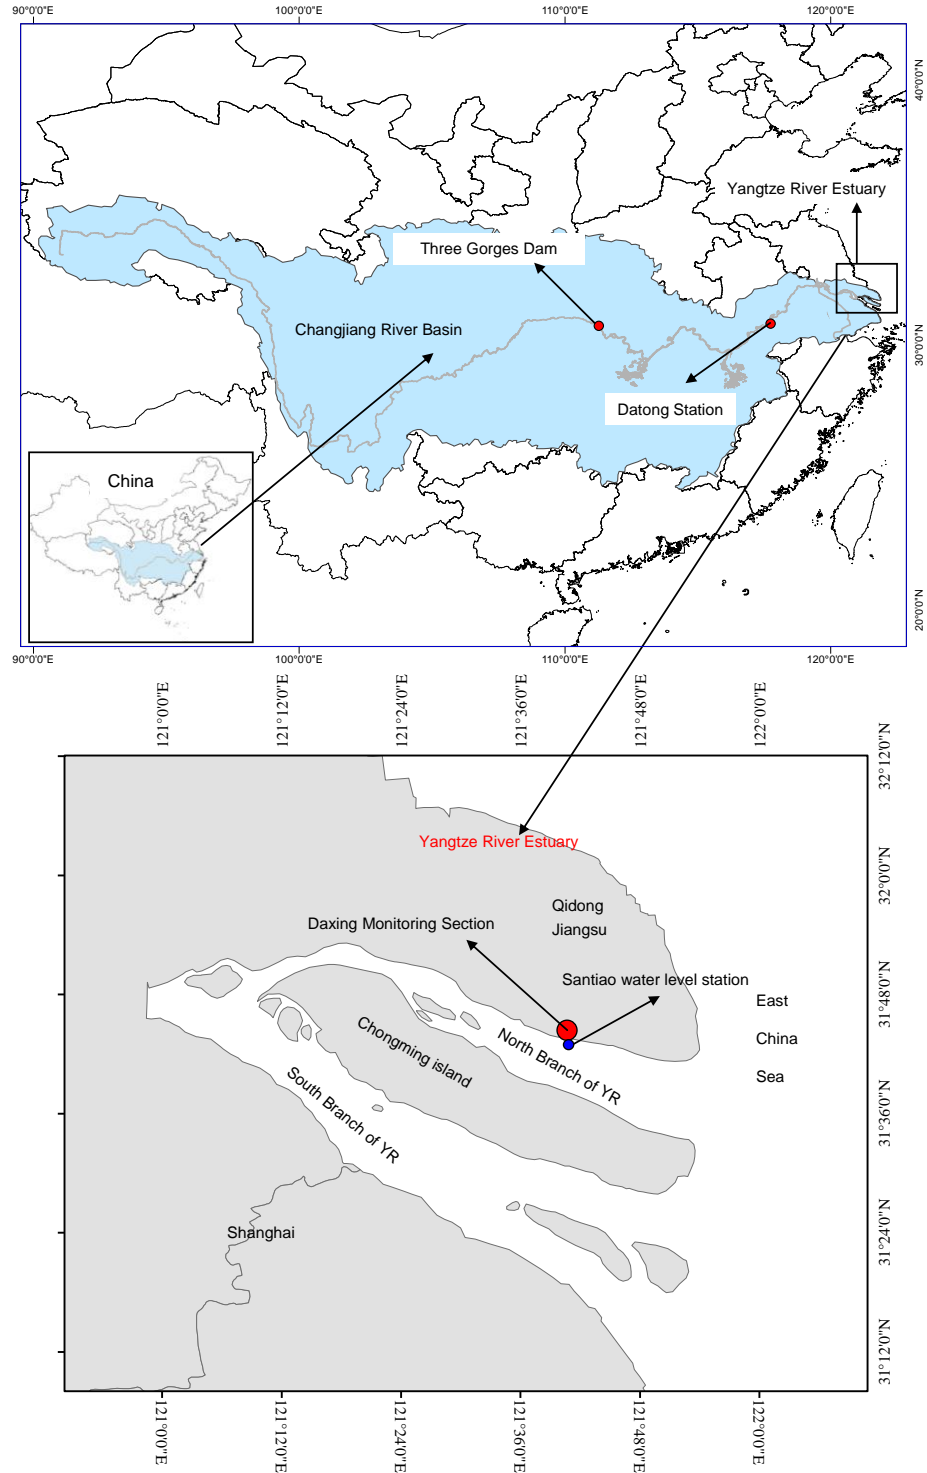 90°0'0"E
100°0'0"E
110°0'0"E
120°0'0"E
40°0'0"N
Yangtze River Estuary
Three Gorges Dam
Changjiang River Basin
30°0'0"N
Datong Station
China
20°0'0"N
90°0'0"E
100°0'0"E
110°0'0"E
120°0'0"E
121°0'0"E
121°12'0"E
121°24'0"E
121°36'0"E
121°48'0"E
122°0'0"E
32°12'0"N
Yangtze River Estuary
32°0'0"N
Qidong
Jiangsu
Daxing Monitoring Section
Santiao water level station
31°48'0"N
East
China
Sea
North Branch of YR
Chongming island
South Branch of YR
31°36'0"N
Shanghai
31°24'0"N
31°12'0"N
121°0'0"E
121°12'0"E
121°24'0"E
121°36'0"E
121°48'0"E
122°0'0"E